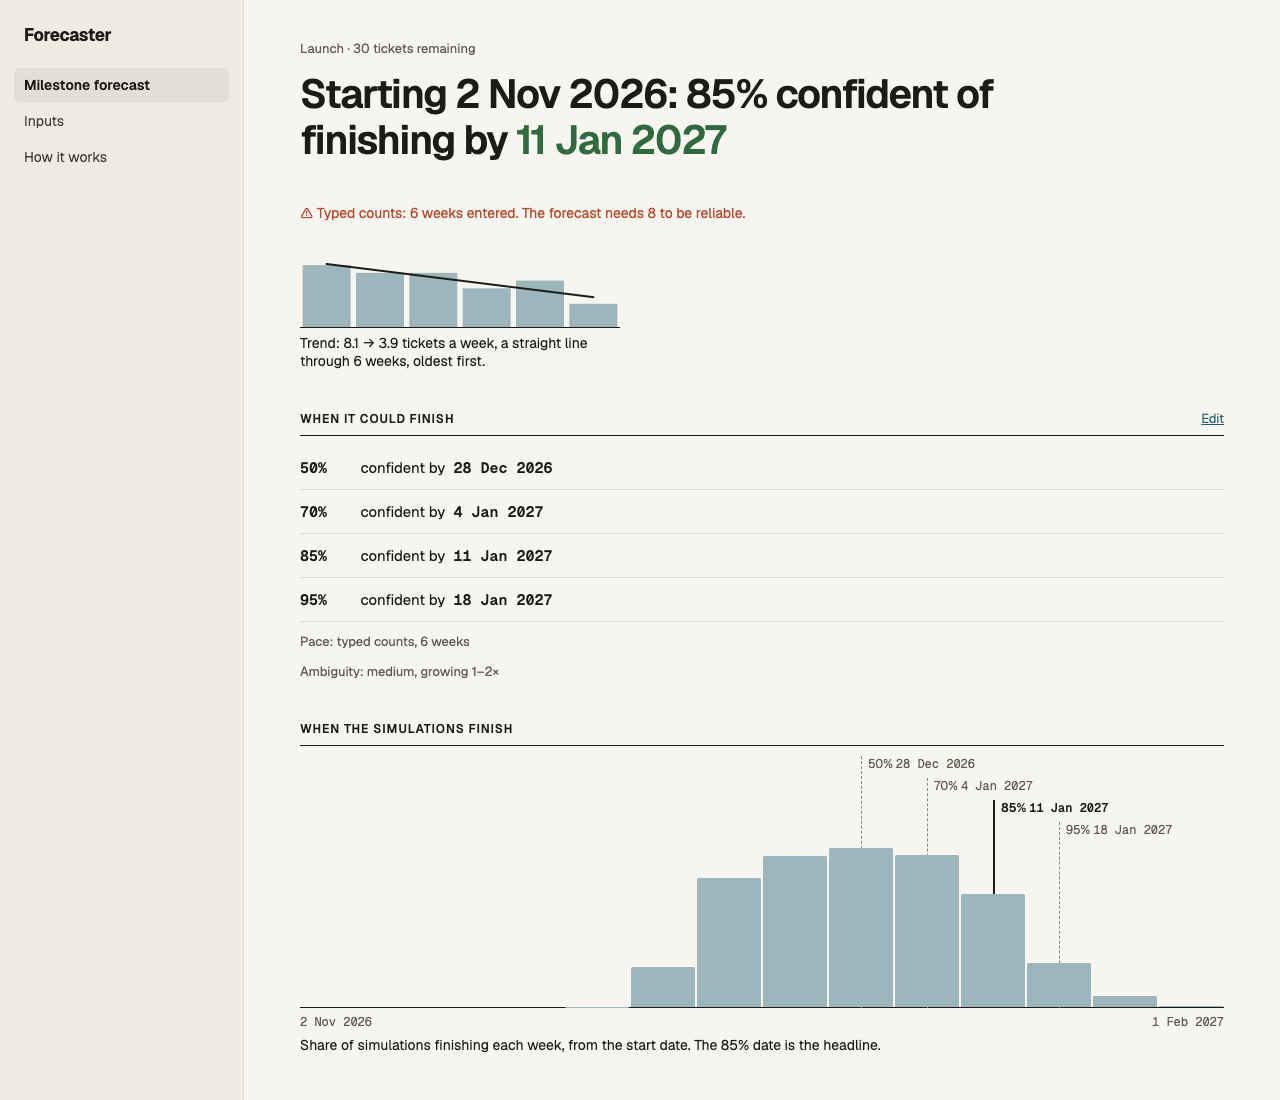 Forecaster
Milestone forecast
Inputs
How it works
Launch · 30 tickets remaining
Starting 2 Nov 2026: 85% confident of
finishing by 11 Jan 2027
⚠ Typed counts: 6 weeks entered. The forecast needs 8 to be reliable.
Trend: 8.1 → 3.9 tickets a week, a straight line
through 6 weeks, oldest first.
WHEN IT COULD FINISH
Edit
50% confident by 28 Dec 2026
70% confident by 4 Jan 2027
85% confident by 11 Jan 2027
95% confident by 18 Jan 2027
Pace: typed counts, 6 weeks
Ambiguity: medium, growing 1–2×
WHEN THE SIMULATIONS FINISH
50% 28 Dec 2026
70% 4 Jan 2027
85% 11 Jan 2027
95% 18 Jan 2027
2 Nov 2026
1 Feb 2027
Share of simulations finishing each week, from the start date. The 85% date is the headline.